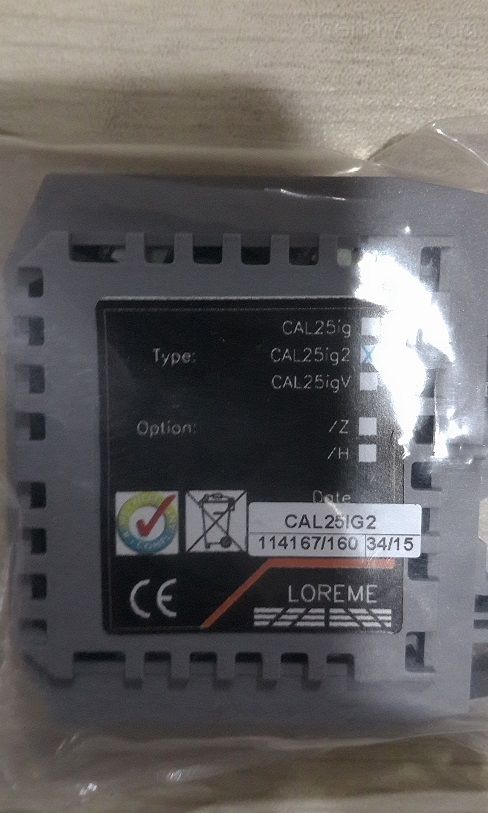 CAL25ig
Type: CAL25ig2
CAL25igV
Option: /Z
/H
Date
CAL25IG2
114167/160 34/15
CE LOREME